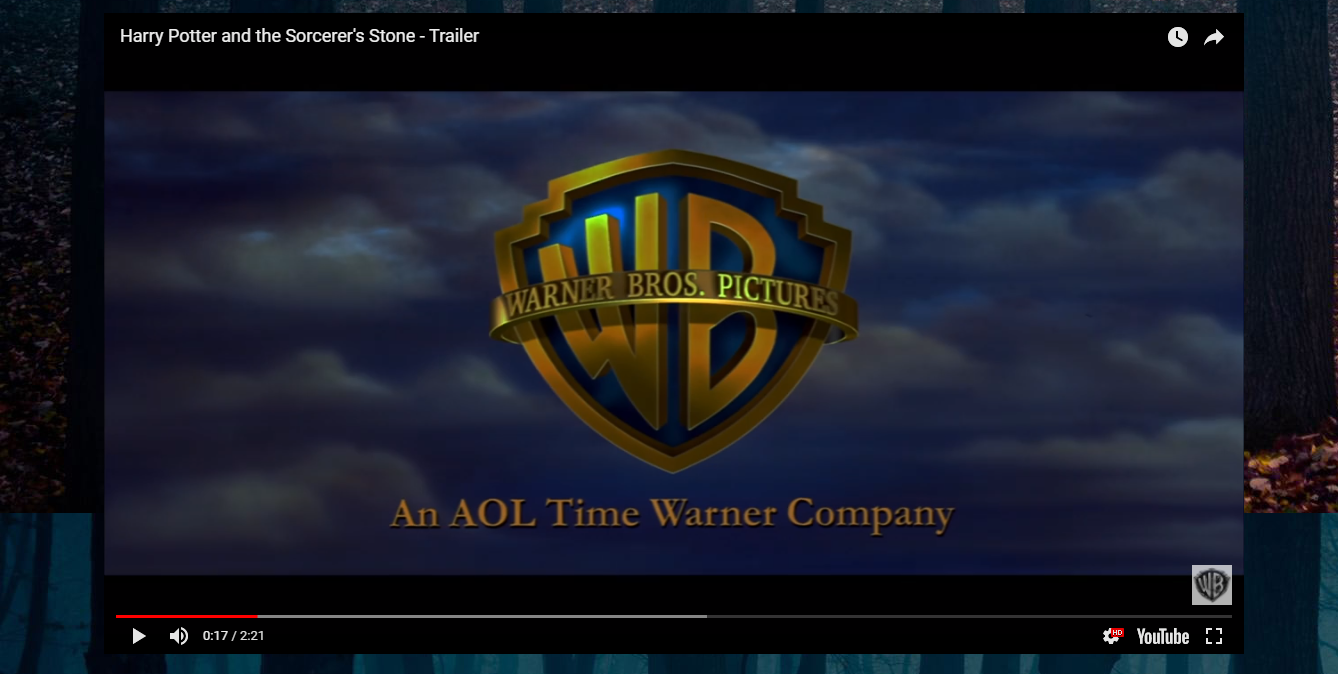 Harry Potter and the Sorcerer's Stone - Trailer
WB
WARNER BROS. PICTURES
An AOL Time Warner Company
WB
0:17 / 2:21
HD
YouTube